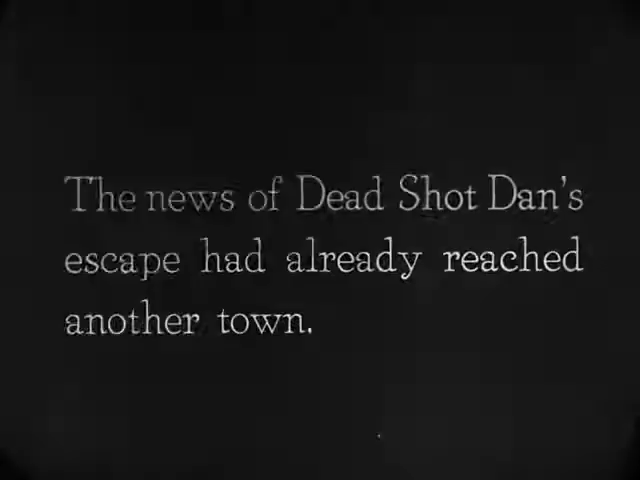 The news of Dead Shot Dan's
escape had already reached
another town.